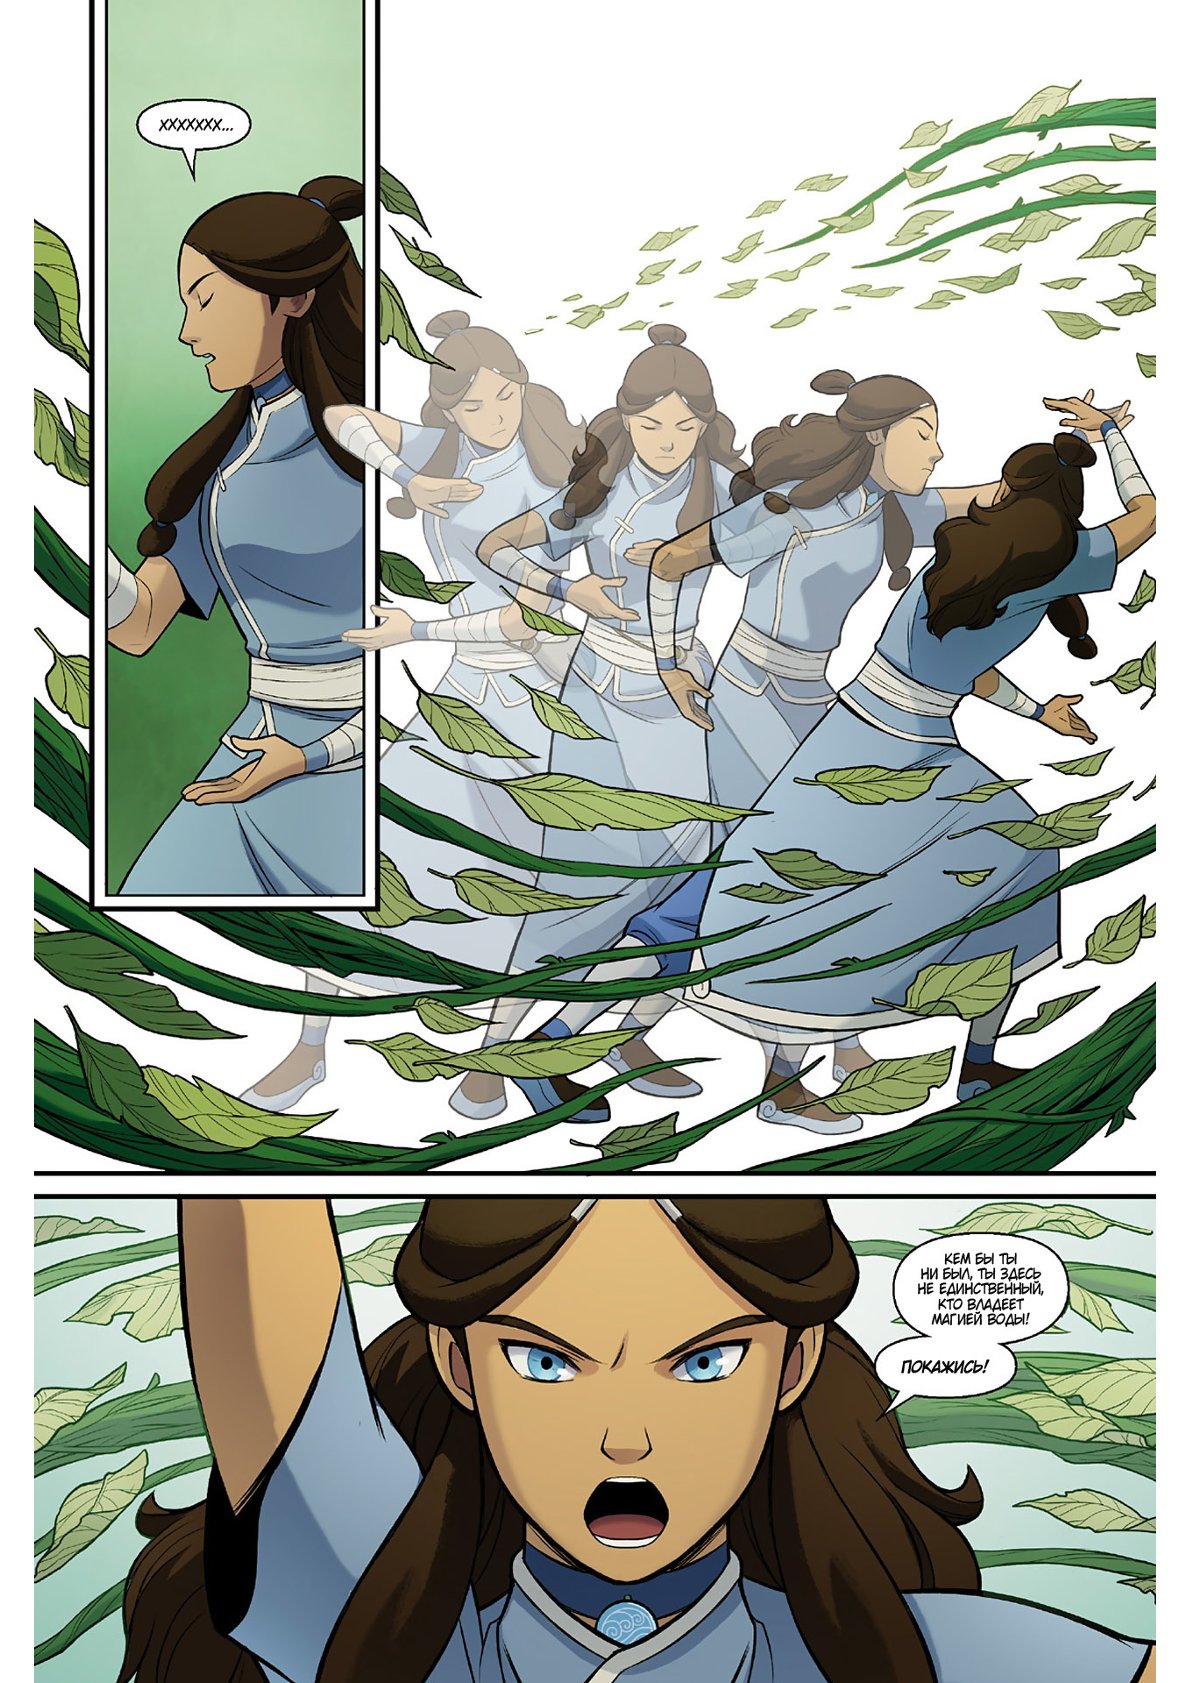 ХХХХХХХ...
КЕМ БЫ ТЫ
НИ БЫЛ, ТЫ ЗДЕСЬ
НЕ ЕДИНСТВЕННЫЙ,
КТО ВЛАДЕЕТ
МАГИЕЙ ВОДЫ!
ПОКАЖИСЬ!